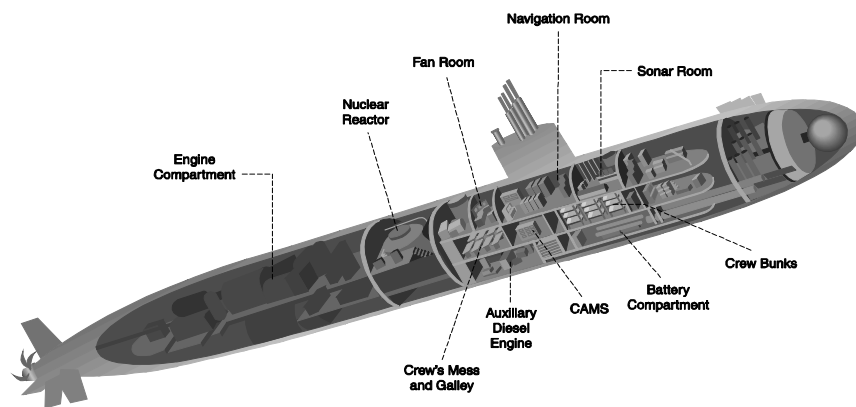 Navigation Room
Fan Room
Sonar Room
Nuclear
Reactor
Engine
Compartment
Crew Bunks
Battery
Compartment
CAMS
Auxiliary
Diesel
Engine
Crew's Mess
and Galley